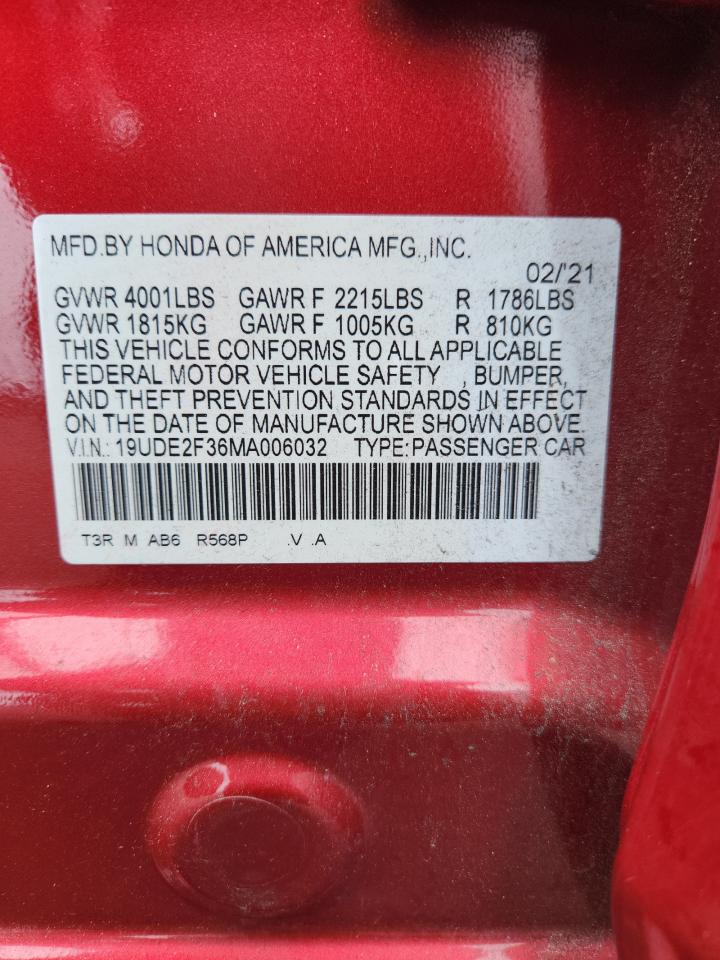 MFD.BY HONDA OF AMERICA MFG.,INC.
02/'21
GVWR 4001LBS GAWR F 2215LBS R 1786LBS
GVWR 1815KG GAWR F 1005KG R 810KG
THIS VEHICLE CONFORMS TO ALL APPLICABLE
FEDERAL MOTOR VEHICLE SAFETY , BUMPER,
AND THEFT PREVENTION STANDARDS IN EFFECT
ON THE DATE OF MANUFACTURE SHOWN ABOVE.
V.I.N.: 19UDE2F36MA006032 TYPE:PASSENGER CAR
T3R M AB6 R568P .V .A